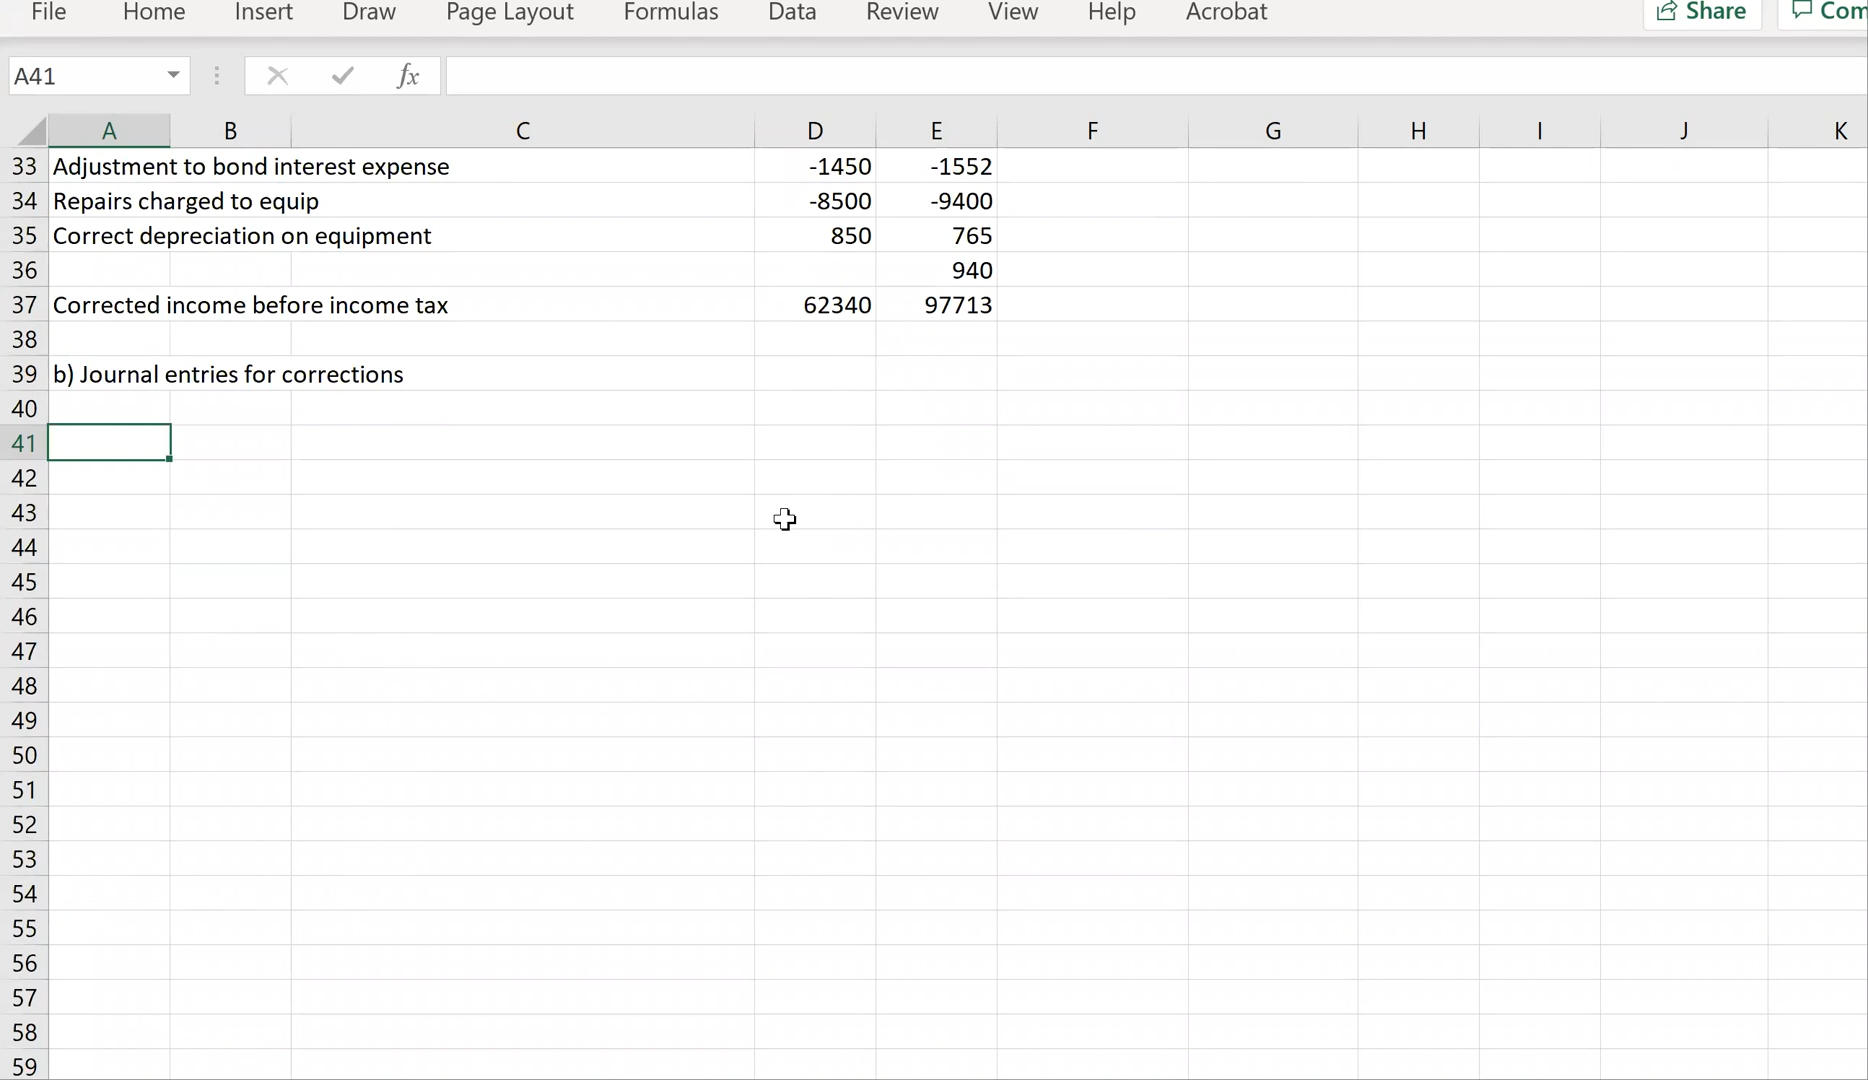 File Home Insert Draw Page Layout Formulas Data Review View Help Acrobat Share Com
A41 fx
A B C D E F G H I J K
33 Adjustment to bond interest expense -1450 -1552
34 Repairs charged to equip -8500 -9400
35 Correct depreciation on equipment 850 765
36 940
37 Corrected income before income tax 62340 97713
38
39 b) Journal entries for corrections
40
41
42
43
44
45
46
47
48
49
50
51
52
53
54
55
56
57
58
59